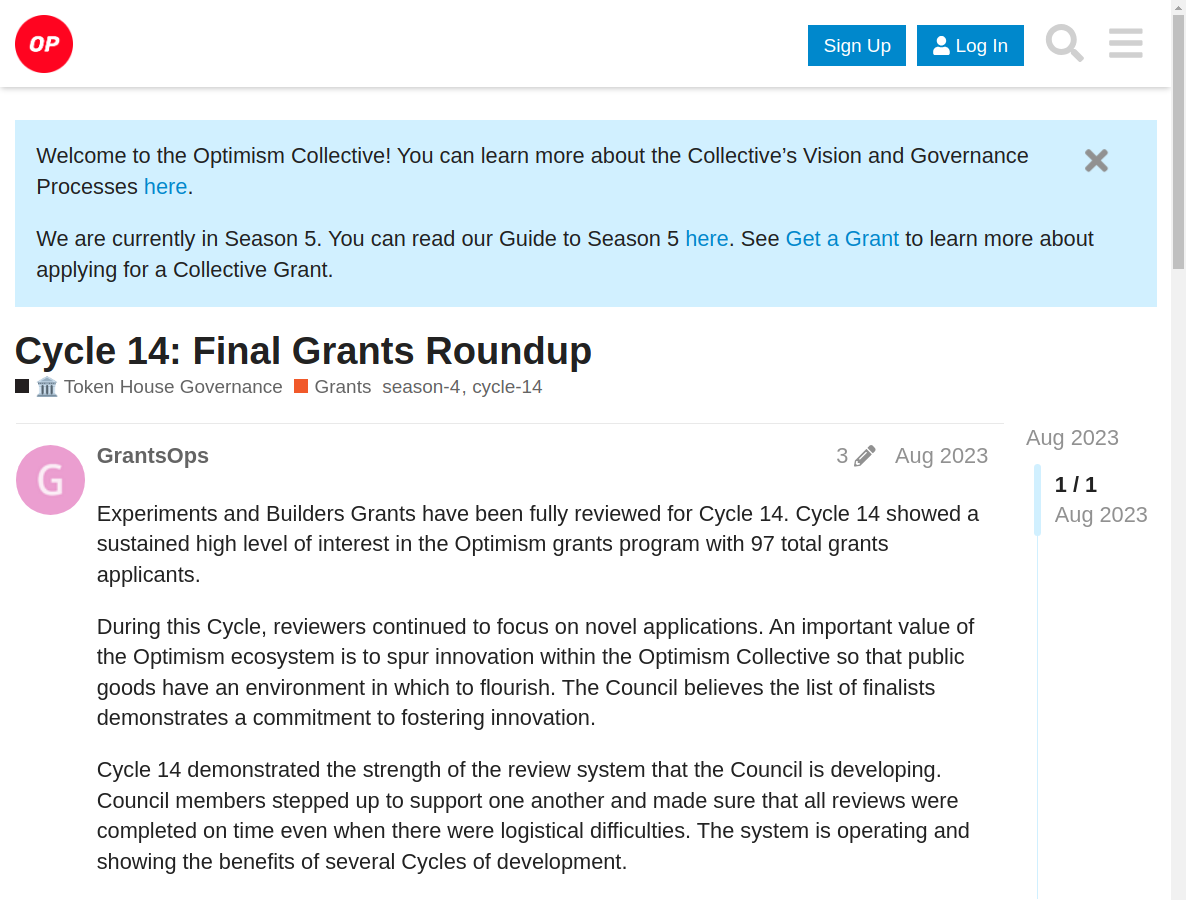 OP
Sign Up
Log In
Welcome to the Optimism Collective! You can learn more about the Collective’s Vision and Governance
Processes here.
We are currently in Season 5. You can read our Guide to Season 5 here. See Get a Grant to learn more about
applying for a Collective Grant.
Cycle 14: Final Grants Roundup
Token House Governance Grants season-4, cycle-14
Aug 2023
G
GrantsOps
3
Aug 2023
1 / 1
Aug 2023
Experiments and Builders Grants have been fully reviewed for Cycle 14. Cycle 14 showed a
sustained high level of interest in the Optimism grants program with 97 total grants
applicants.
During this Cycle, reviewers continued to focus on novel applications. An important value of
the Optimism ecosystem is to spur innovation within the Optimism Collective so that public
goods have an environment in which to flourish. The Council believes the list of finalists
demonstrates a commitment to fostering innovation.
Cycle 14 demonstrated the strength of the review system that the Council is developing.
Council members stepped up to support one another and made sure that all reviews were
completed on time even when there were logistical difficulties. The system is operating and
showing the benefits of several Cycles of development.